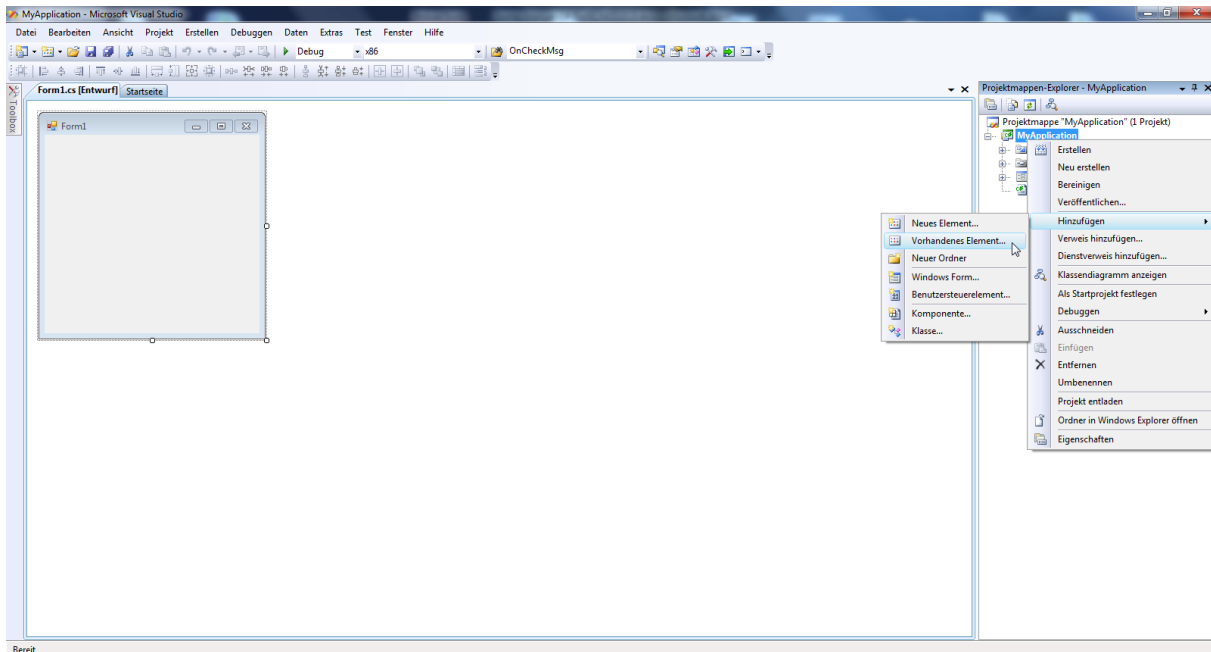 MyApplication - Microsoft Visual Studio
Datei Bearbeiten Ansicht Projekt Erstellen Debuggen Daten Extras Test Fenster Hilfe
Debug x86 OnCheckMsg
Form1.cs [Entwurf] Startseite
Toolbox
Form1
Projektmappen-Explorer - MyApplication
Projektmappe "MyApplication" (1 Projekt)
MyApplication
Erstellen
Neu erstellen
Bereinigen
Veröffentlichen...
Hinzufügen
Verweis hinzufügen...
Dienstverweis hinzufügen...
Klassendiagramm anzeigen
Als Startprojekt festlegen
Debuggen
Ausschneiden
Einfügen
Entfernen
Umbenennen
Projekt entladen
Ordner in Windows Explorer öffnen
Eigenschaften
Neues Element...
Vorhandenes Element...
Neuer Ordner
Windows Form...
Benutzersteuerelement...
Komponente...
Klasse...
Bereit